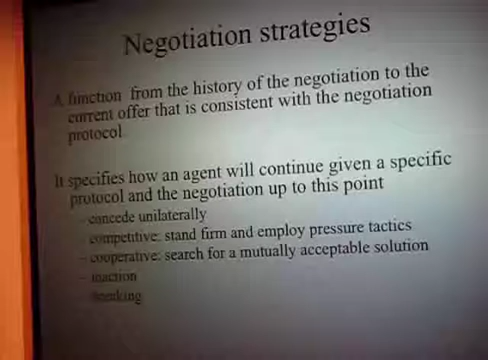 Negotiation strategies
A function from the history of the negotiation to the
current offer that is consistent with the negotiation
protocol
It specifies how an agent will continue given a specific
protocol and the negotiation up to this point
– concede unilaterally
– competitive: stand firm and employ pressure tactics
– cooperative: search for a mutually acceptable solution
– inaction
– breaking